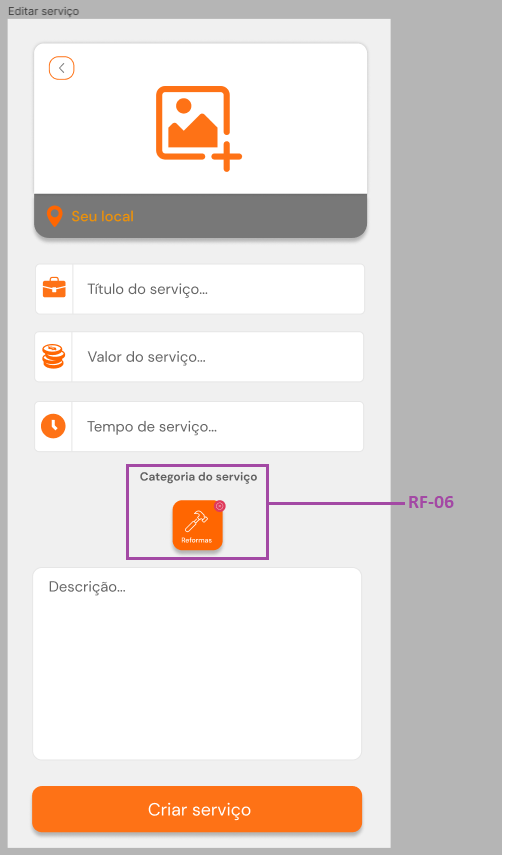 Editar serviço
Seu local
Título do serviço...
Valor do serviço...
Tempo de serviço...
Categoria do serviço
RF-06
Reformas
Descrição...
Criar serviço